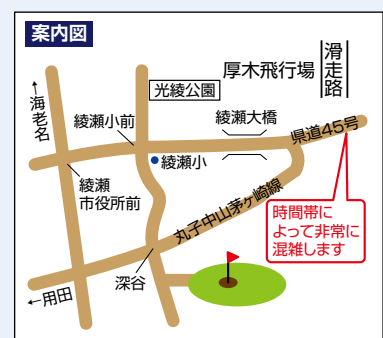 案内図
厚木飛行場
滑走路
光綾公園
←海老名
綾瀬小前
綾瀬大橋
県道45号
綾瀬小
綾瀬
市役所前
丸子中山茅ヶ崎線
時間帯に
よって非常に
混雑します
深谷
←用田